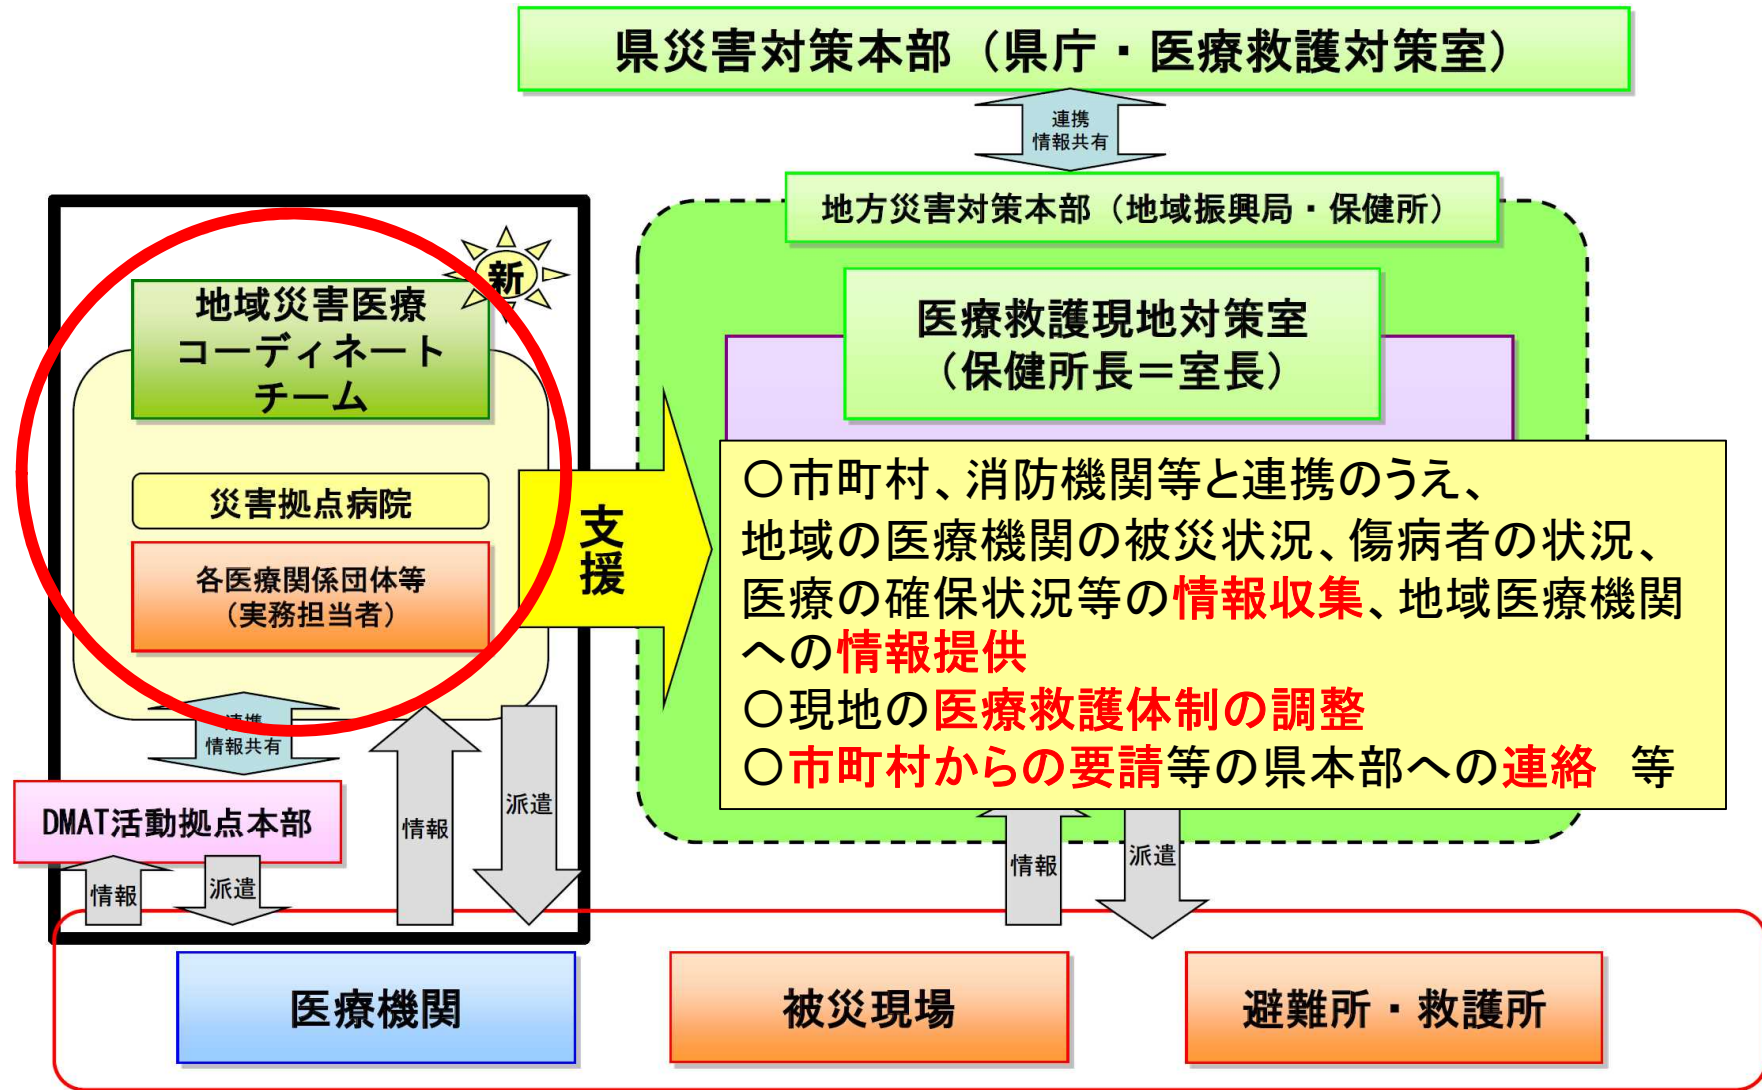 県災害対策本部（県庁・医療救護対策室）
連携
情報共有
地方災害対策本部（地域振興局・保健所）
新
地域災害医療
コーディネート
チーム
医療救護現地対策室
（保健所長＝室長）
災害拠点病院
各医療関係団体等
（実務担当者）
支援
〇市町村、消防機関等と連携のうえ、
地域の医療機関の被災状況、傷病者の状況、
医療の確保状況等の情報収集、地域医療機関
への情報提供
〇現地の医療救護体制の調整
〇市町村からの要請等の県本部への連絡　等
連携
情報共有
DMAT活動拠点本部
情報
派遣
情報
派遣
情報
派遣
医療機関
被災現場
避難所・救護所